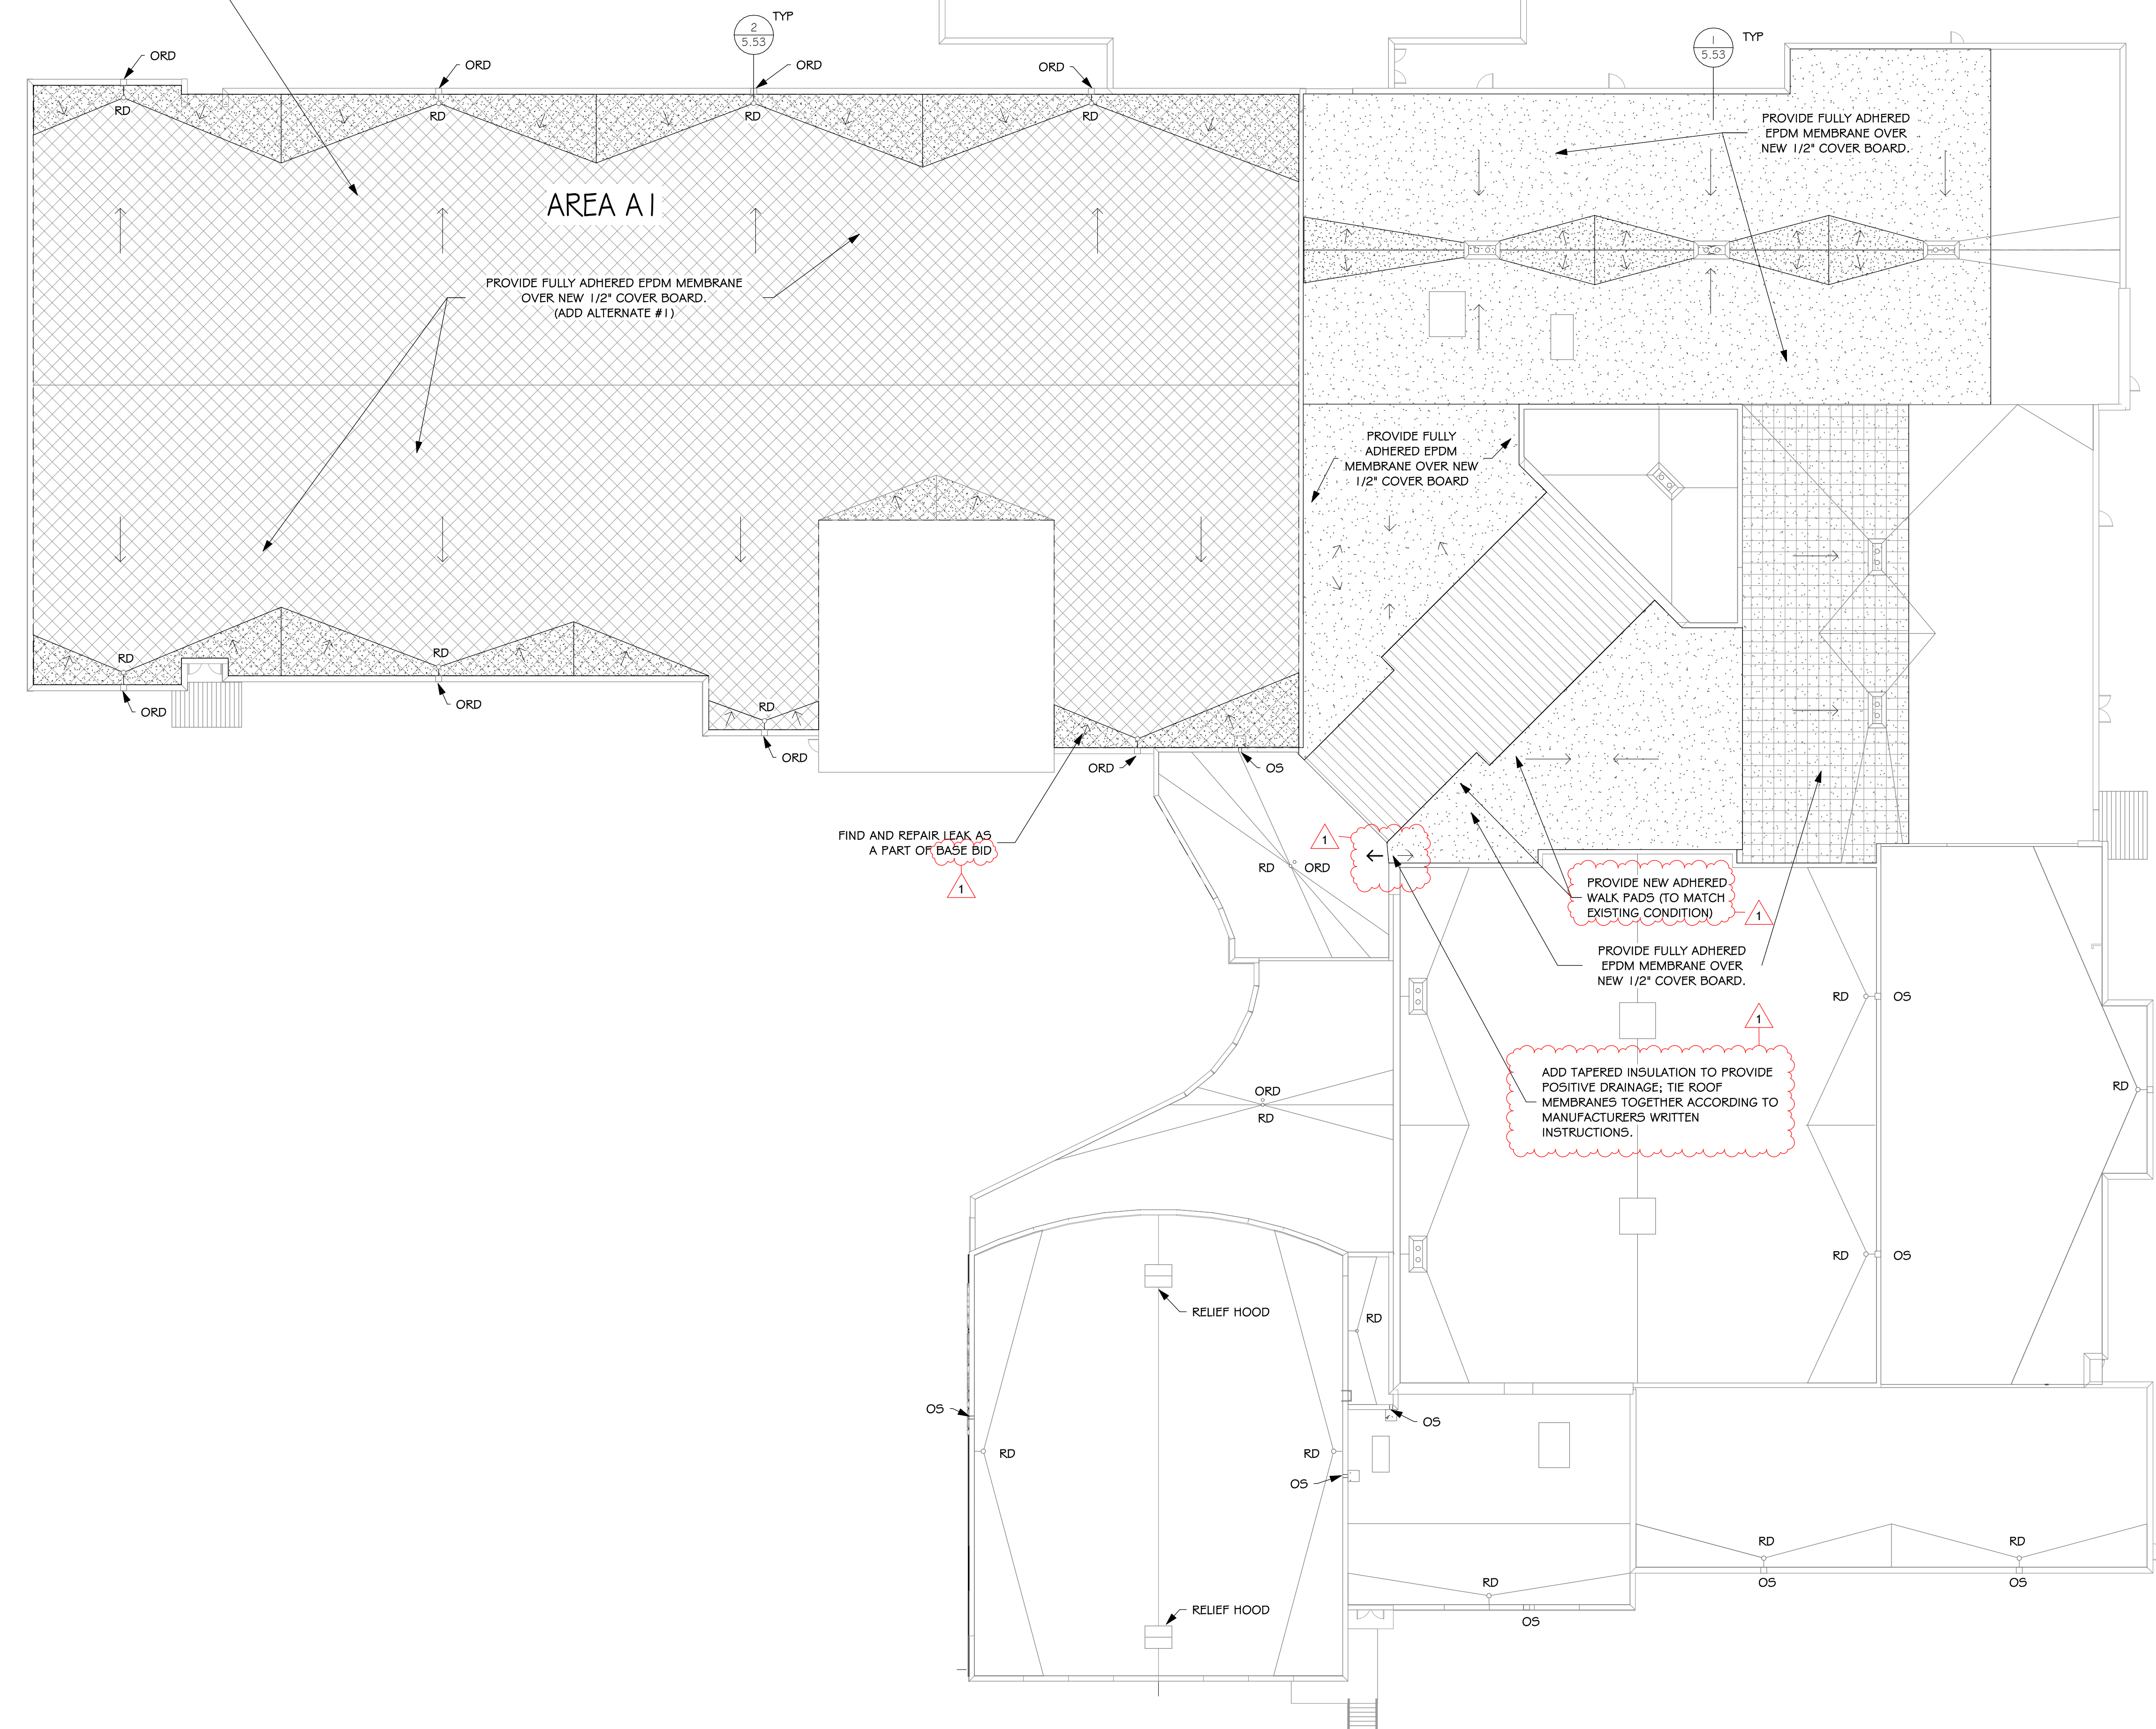 2
5.53
TYP
1
5.53
TYP
ORD
ORD
ORD
ORD
RD
RD
RD
RD
AREA A1
PROVIDE FULLY ADHERED EPDM MEMBRANE
OVER NEW 1/2" COVER BOARD.
(ADD ALTERNATE #1)
PROVIDE FULLY ADHERED
EPDM MEMBRANE OVER
NEW 1/2" COVER BOARD.
PROVIDE FULLY
ADHERED EPDM
MEMBRANE OVER NEW
1/2" COVER BOARD
RD
RD
RD
ORD
ORD
ORD
ORD
OS
FIND AND REPAIR LEAK AS
A PART OF BASE BID
1
1
RD
ORD
PROVIDE NEW ADHERED
WALK PADS (TO MATCH
EXISTING CONDITION)
1
PROVIDE FULLY ADHERED
EPDM MEMBRANE OVER
NEW 1/2" COVER BOARD.
RD
OS
1
ADD TAPERED INSULATION TO PROVIDE
POSITIVE DRAINAGE; TIE ROOF
MEMBRANES TOGETHER ACCORDING TO
MANUFACTURERS WRITTEN
INSTRUCTIONS.
RD
ORD
RD
RD
OS
RELIEF HOOD
RD
OS
OS
RD
RD
OS
RD
RD
RD
OS
OS
RELIEF HOOD
OS